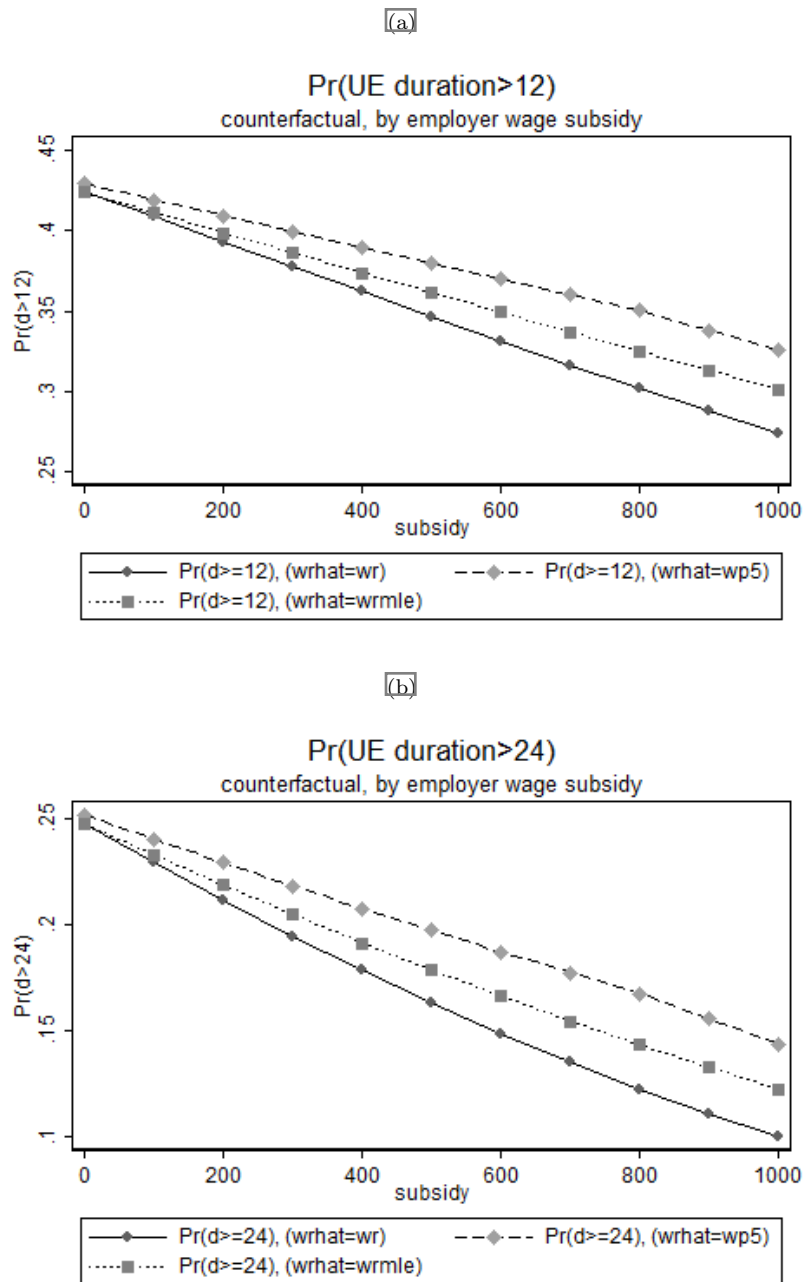 (a)
Pr(UE duration>12)
counterfactual, by employer wage subsidy
.45
.4
.35
.3
.25
Pr(d>12)
0 200 400 600 800 1000
subsidy
Pr(d>=12), (wrhat=wr) Pr(d>=12), (wrhat=wp5)
Pr(d>=12), (wrhat=wrmle)
(b)
Pr(UE duration>24)
counterfactual, by employer wage subsidy
.25
.2
.15
.1
Pr(d>24)
0 200 400 600 800 1000
subsidy
Pr(d>=24), (wrhat=wr) Pr(d>=24), (wrhat=wp5)
Pr(d>=24), (wrhat=wrmle)